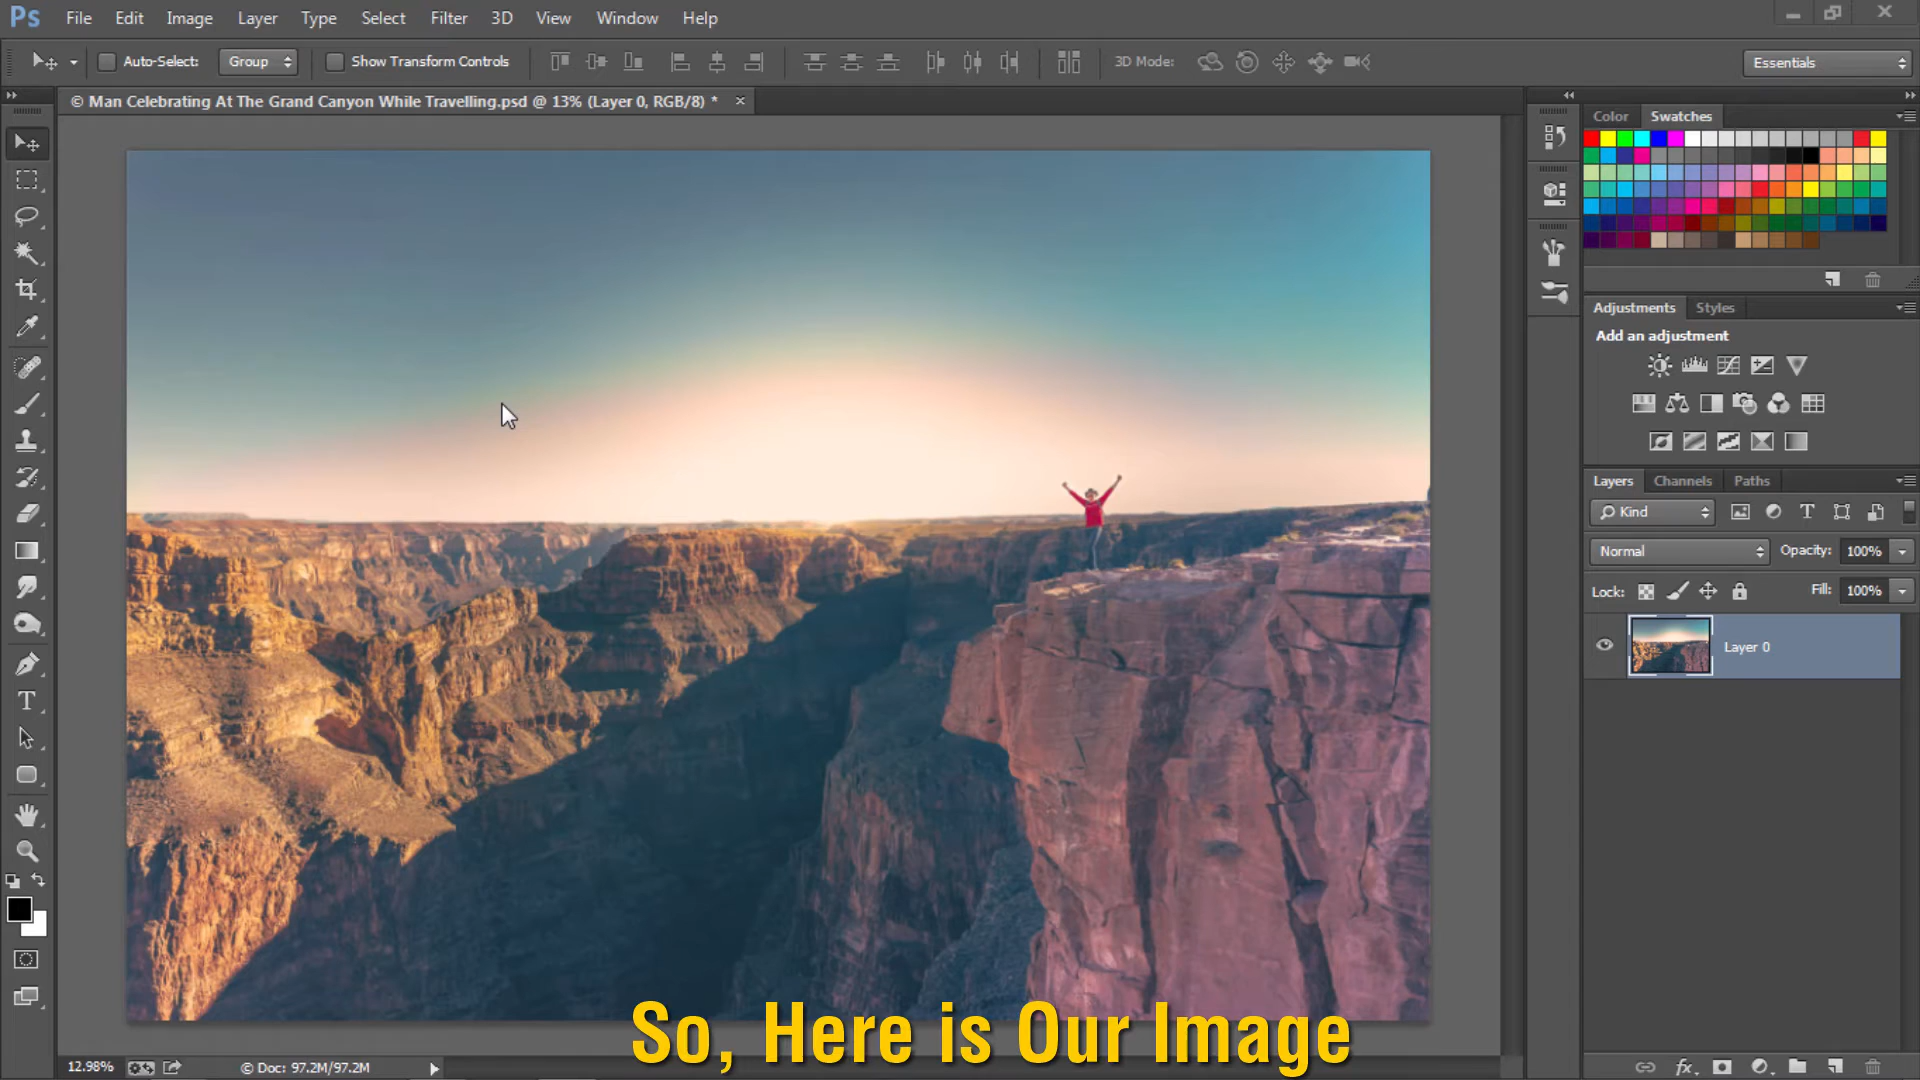 Ps File Edit Image Layer Type Select Filter 3D View Window Help
Auto-Select: Group Show Transform Controls 3D Mode: Essentials
© Man Celebrating At The Grand Canyon While Travelling.psd @ 13% (Layer 0, RGB/8) *
Color Swatches
Adjustments Styles
Add an adjustment
Layers Channels Paths
Kind
Normal Opacity: 100%
Lock: Fill: 100%
Layer 0
So, Here is Our Image
12.98% © Doc: 97.2M/97.2M